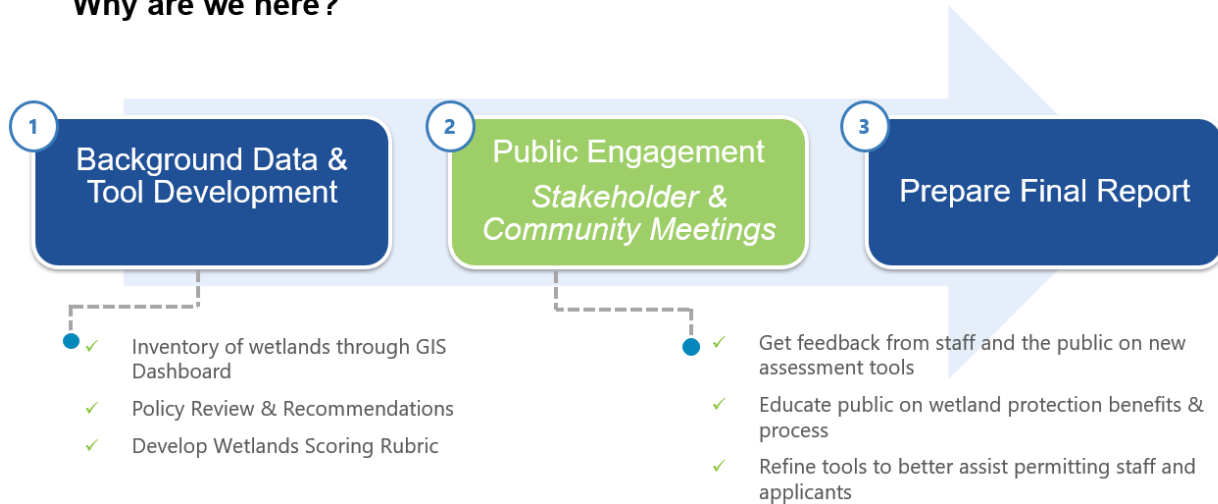 Why are we here?
1
Background Data &
Tool Development
2
Public Engagement
Stakeholder &
Community Meetings
3
Prepare Final Report
✓ Inventory of wetlands through GIS
Dashboard
✓ Policy Review & Recommendations
✓ Develop Wetlands Scoring Rubric
✓ Get feedback from staff and the public on new
assessment tools
✓ Educate public on wetland protection benefits &
process
✓ Refine tools to better assist permitting staff and
applicants